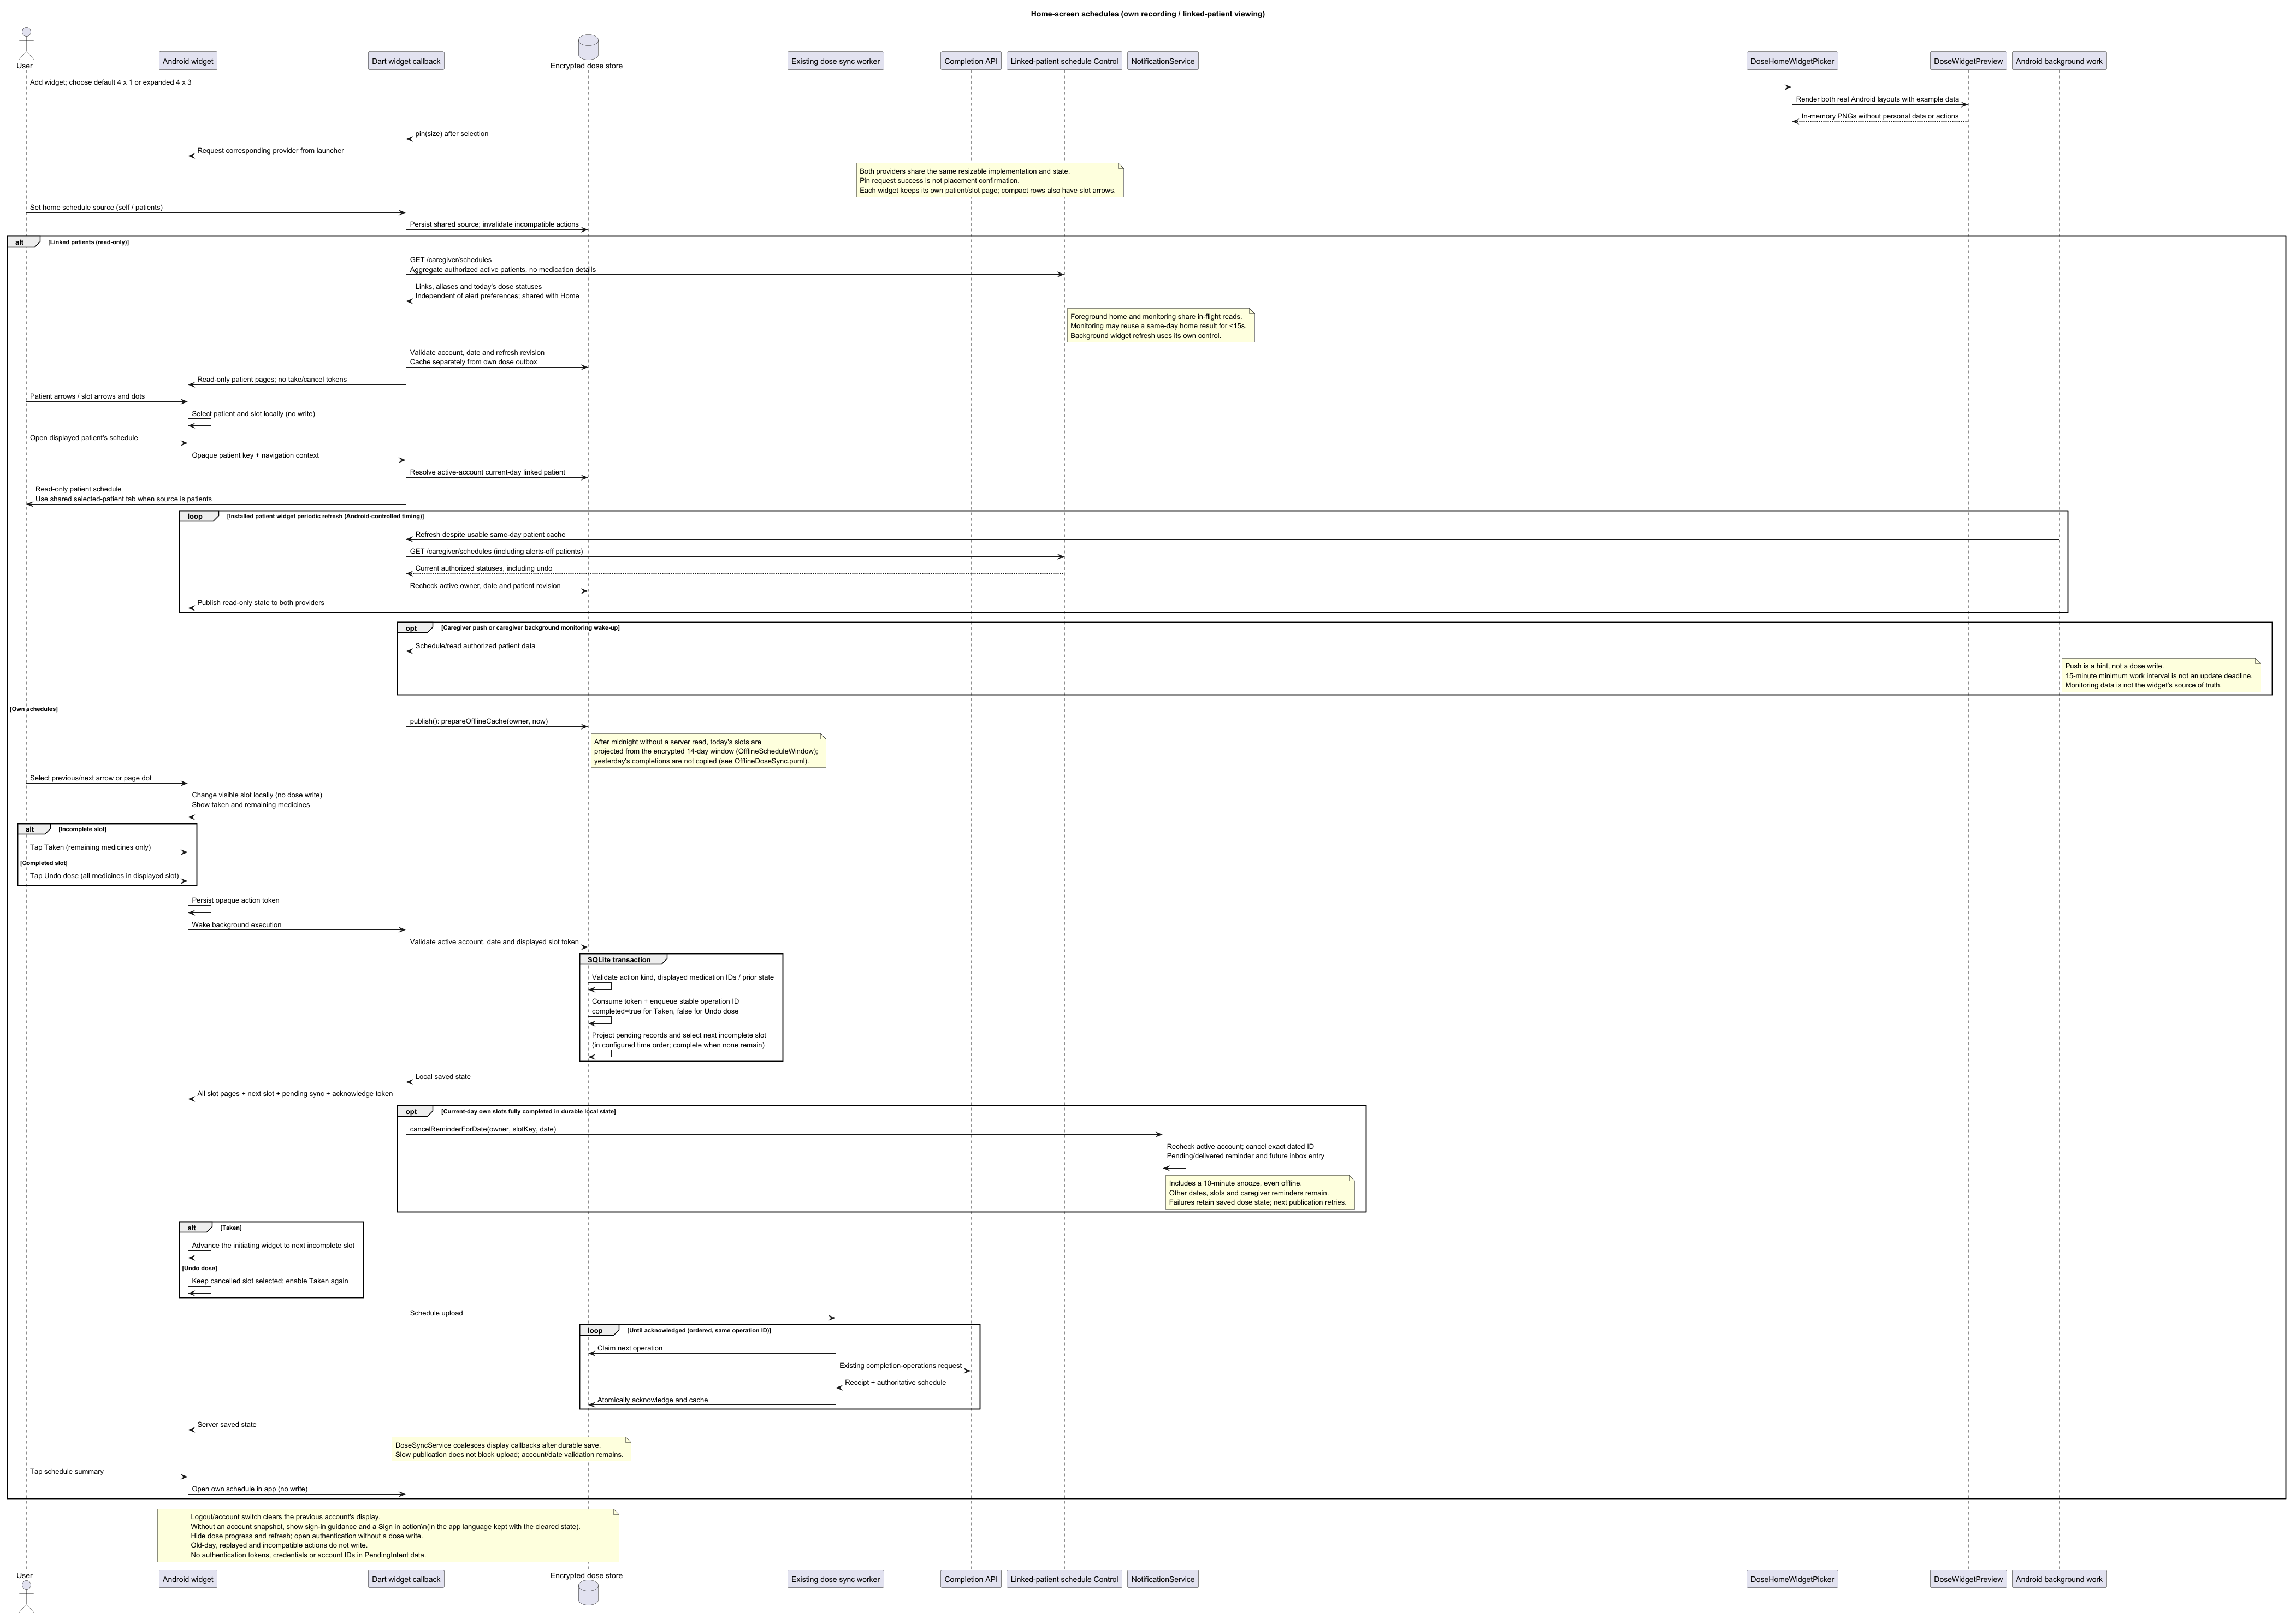 Home-screen schedules (own recording / linked-patient viewing)
User
Android widget
Dart widget callback
Encrypted dose store
Existing dose sync worker
Completion API
Linked-patient schedule Control
NotificationService
DoseHomeWidgetPicker
DoseWidgetPreview
Android background work
Add widget; choose default 4 x 1 or expanded 4 x 3
Render both real Android layouts with example data
In-memory PNGs without personal data or actions
pin(size) after selection
Request corresponding provider from launcher
Both providers share the same resizable implementation and state.
Pin request success is not placement confirmation.
Each widget keeps its own patient/slot page; compact rows also have slot arrows.
Set home schedule source (self / patients)
Persist shared source; invalidate incompatible actions
alt [Linked patients (read-only)]
GET /caregiver/schedules
Aggregate authorized active patients, no medication details
Links, aliases and today's dose statuses
Independent of alert preferences; shared with Home
Foreground home and monitoring share in-flight reads.
Monitoring may reuse a same-day home result for <15s.
Background widget refresh uses its own control.
Validate account, date and refresh revision
Cache separately from own dose outbox
Read-only patient pages; no take/cancel tokens
Patient arrows / slot arrows and dots
Select patient and slot locally (no write)
Open displayed patient's schedule
Opaque patient key + navigation context
Resolve active-account current-day linked patient
Read-only patient schedule
Use shared selected-patient tab when source is patients
loop [Installed patient widget periodic refresh (Android-controlled timing)]
Refresh despite usable same-day patient cache
GET /caregiver/schedules (including alerts-off patients)
Current authorized statuses, including undo
Recheck active owner, date and patient revision
Publish read-only state to both providers
opt [Caregiver push or caregiver background monitoring wake-up]
Schedule/read authorized patient data
Push is a hint, not a dose write.
15-minute minimum work interval is not an update deadline.
Monitoring data is not the widget's source of truth.
[Own schedules]
publish(): prepareOfflineCache(owner, now)
After midnight without a server read, today's slots are
projected from the encrypted 14-day window (OfflineScheduleWindow);
yesterday's completions are not copied (see OfflineDoseSync.puml).
Select previous/next arrow or page dot
Change visible slot locally (no dose write)
Show taken and remaining medicines
alt [Incomplete slot]
Tap Taken (remaining medicines only)
[Completed slot]
Tap Undo dose (all medicines in displayed slot)
Persist opaque action token
Wake background execution
Validate active account, date and displayed slot token
SQLite transaction
Validate action kind, displayed medication IDs / prior state
Consume token + enqueue stable operation ID
completed=true for Taken, false for Undo dose
Project pending records and select next incomplete slot
(in configured time order; complete when none remain)
Local saved state
All slot pages + next slot + pending sync + acknowledge token
opt [Current-day own slots fully completed in durable local state]
cancelReminderForDate(owner, slotKey, date)
Recheck active account; cancel exact dated ID
Pending/delivered reminder and future inbox entry
Includes a 10-minute snooze, even offline.
Other dates, slots and caregiver reminders remain.
Failures retain saved dose state; next publication retries.
alt [Taken]
Advance the initiating widget to next incomplete slot
[Undo dose]
Keep cancelled slot selected; enable Taken again
Schedule upload
loop [Until acknowledged (ordered, same operation ID)]
Claim next operation
Existing completion-operations request
Receipt + authoritative schedule
Atomically acknowledge and cache
Server saved state
DoseSyncService coalesces display callbacks after durable save.
Slow publication does not block upload; account/date validation remains.
Tap schedule summary
Open own schedule in app (no write)
Logout/account switch clears the previous account's display.
Without an account snapshot, show sign-in guidance and a Sign in action\n(in the app language kept with the cleared state).
Hide dose progress and refresh; open authentication without a dose write.
Old-day, replayed and incompatible actions do not write.
No authentication tokens, credentials or account IDs in PendingIntent data.
User
Android widget
Dart widget callback
Encrypted dose store
Existing dose sync worker
Completion API
Linked-patient schedule Control
NotificationService
DoseHomeWidgetPicker
DoseWidgetPreview
Android background work